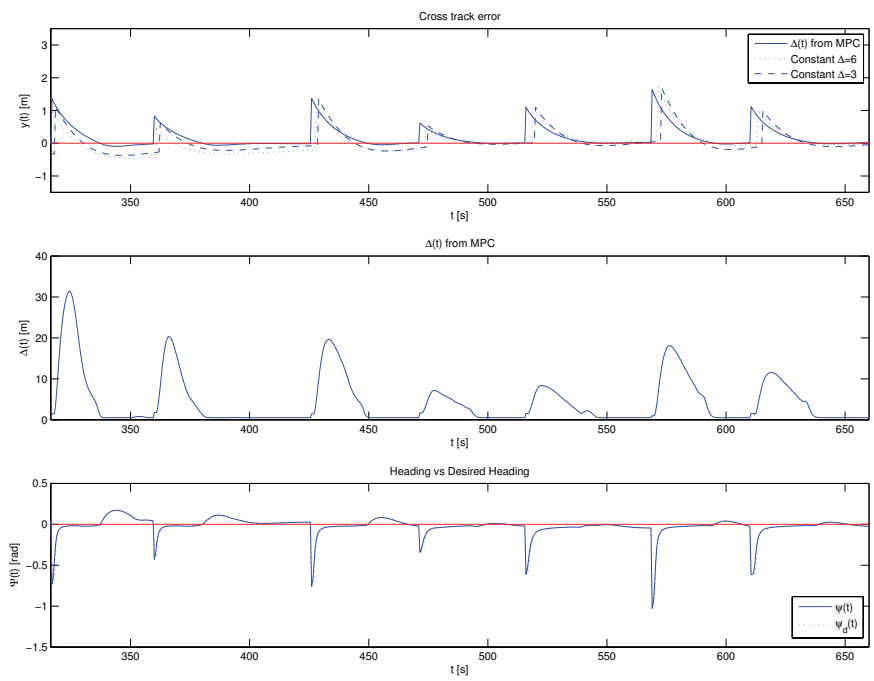 Cross track error
3
2
1
0
−1
y(t) [m]
Δ(t) from MPC
Constant Δ=6
Constant Δ=3
350 400 450 500 550 600 650
t [s]
Δ(t) from MPC
40
30
20
10
0
Δ(t) [m]
350 400 450 500 550 600 650
t [s]
Heading vs Desired Heading
0.5
0
−0.5
−1
−1.5
Ψ(t) [rad]
ψ(t)
ψd(t)
350 400 450 500 550 600 650
t [s]